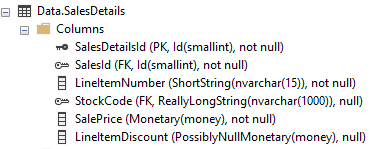 Data.SalesDetails
Columns
SalesDetailsId (PK, Id(smallint), not null)
SalesId (FK, Id(smallint), not null)
LineItemNumber (ShortString(nvarchar(15)), null)
StockCode (FK, ReallyLongString(nvarchar(1000)), null)
SalePrice (Monetary(money), not null)
LineItemDiscount (PossiblyNullMonetary(money), null)